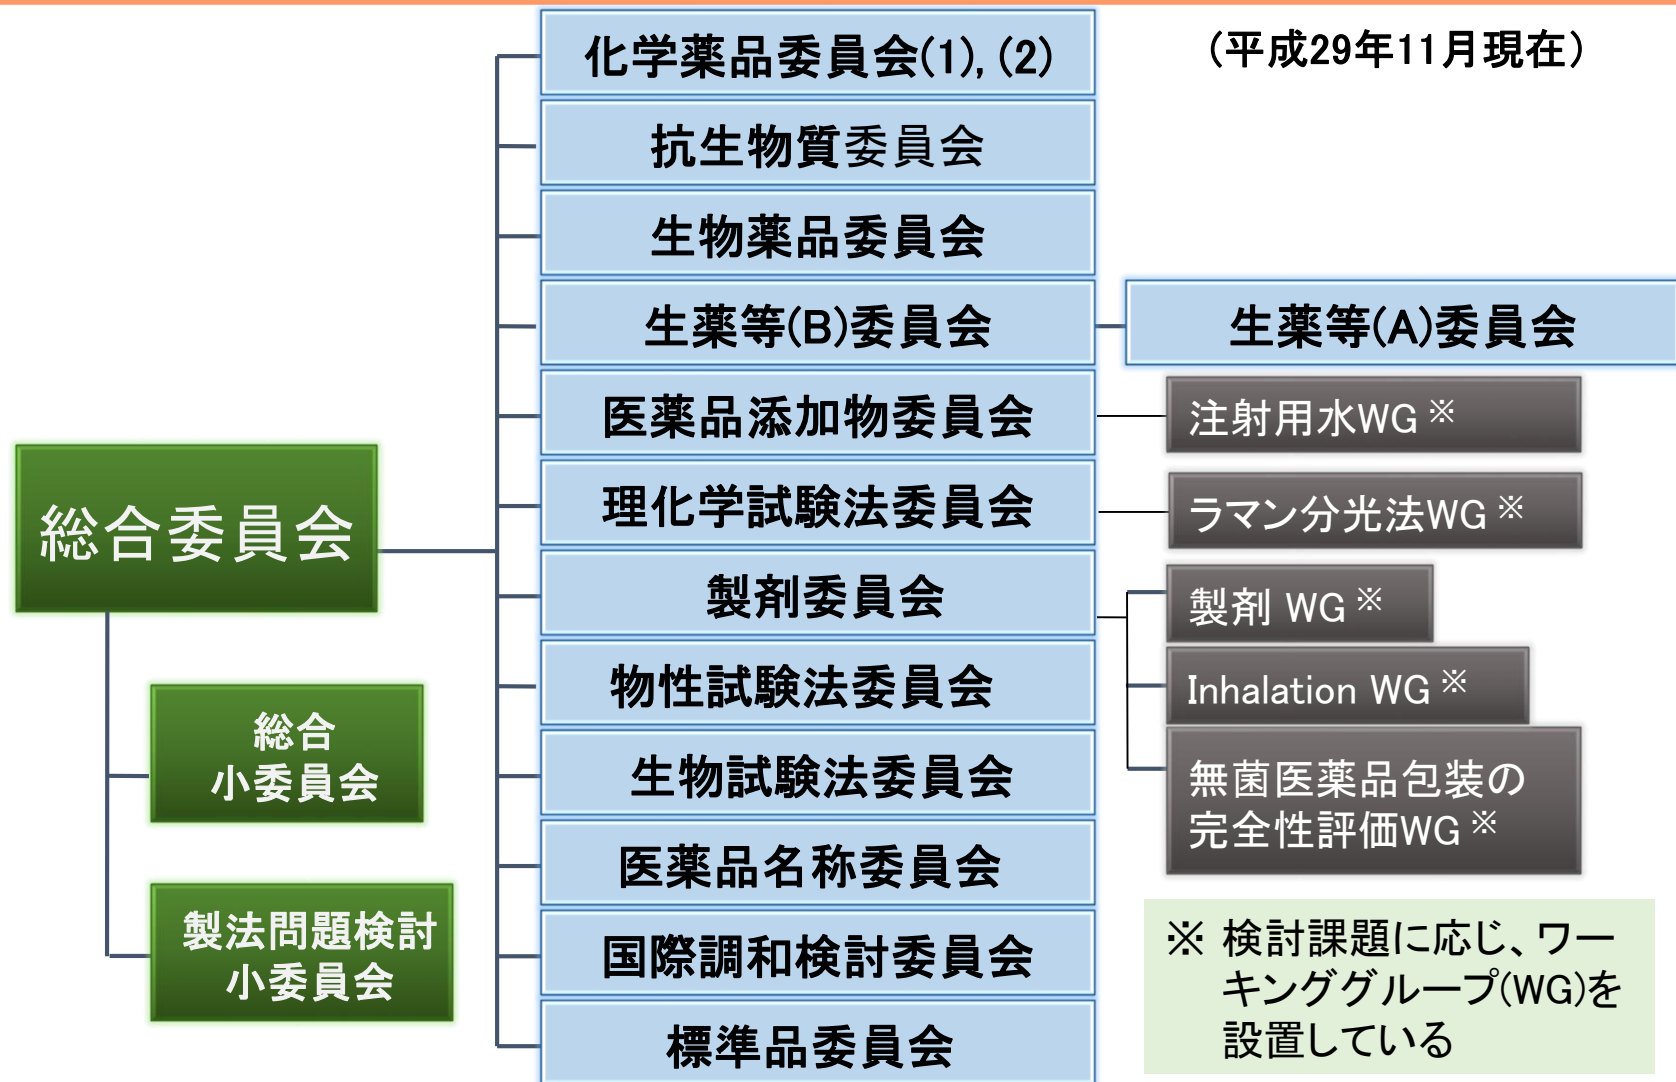 (平成29年11月現在)
化学薬品委員会(1), (2)
抗生物質委員会
生物薬品委員会
生薬等(B)委員会
生薬等(A)委員会
医薬品添加物委員会
注射用水WG ※
理化学試験法委員会
ラマン分光法WG ※
総合委員会
製剤委員会
製剤 WG ※
物性試験法委員会
Inhalation WG ※
総合
小委員会
生物試験法委員会
無菌医薬品包装の
完全性評価WG ※
医薬品名称委員会
製法問題検討
小委員会
国際調和検討委員会
標準品委員会
※ 検討課題に応じ、ワー
キンググループ(WG)を
設置している